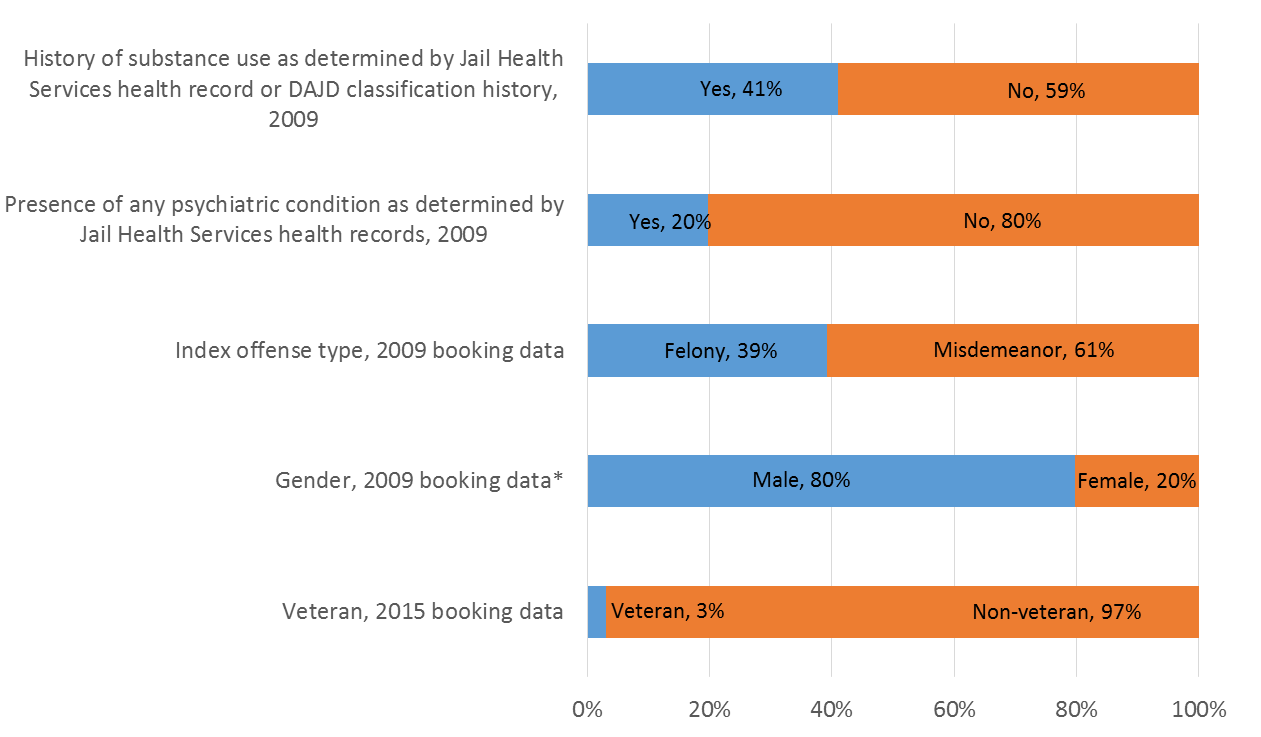 History of substance use as determined by Jail Health
Services health record or DAJD classification history,
2009
Yes, 41%
No, 59%
Presence of any psychiatric condition as determined by
Jail Health Services health records, 2009
Yes, 20%
No, 80%
Index offense type, 2009 booking data
Felony, 39%
Misdemeanor, 61%
Gender, 2009 booking data*
Male, 80%
Female, 20%
Veteran, 2015 booking data
Veteran, 3%
Non-veteran, 97%
0% 20% 40% 60% 80% 100%